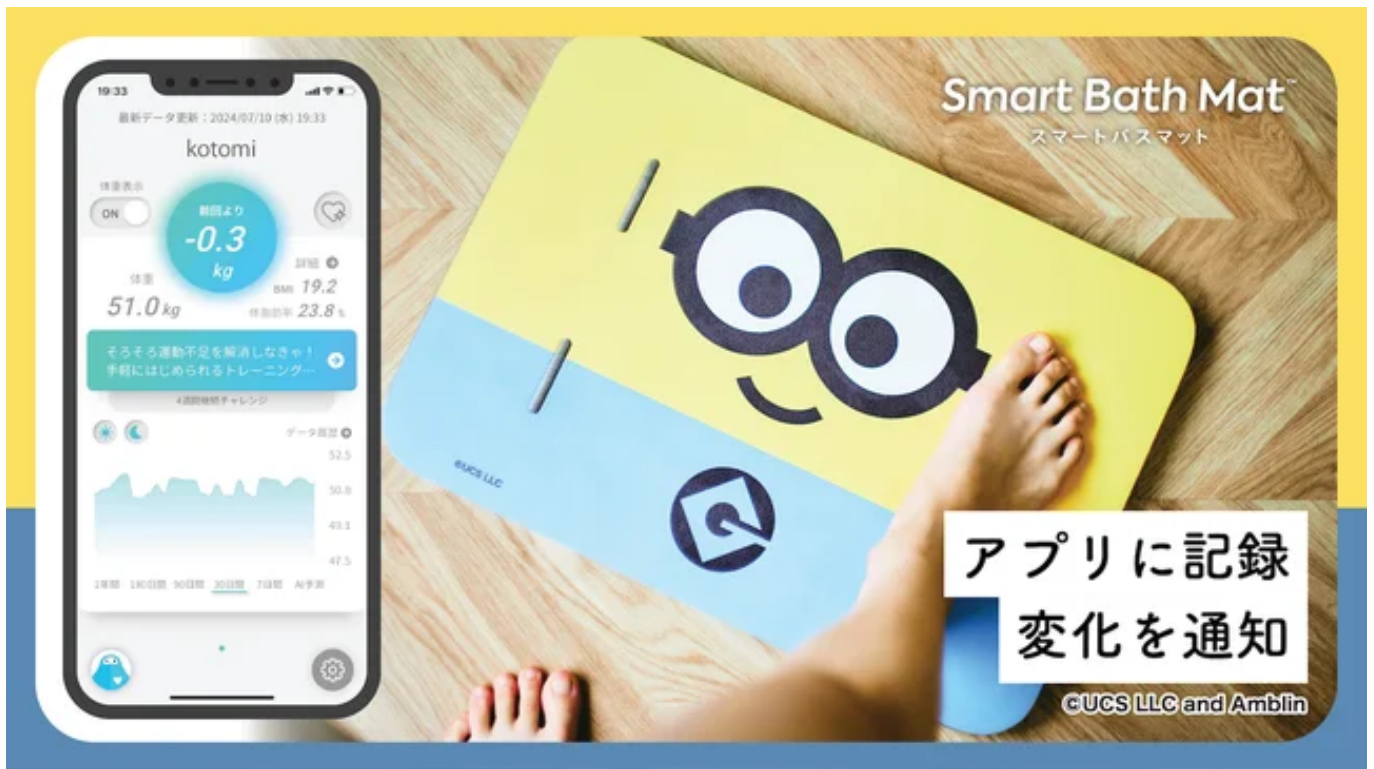 19:33
最新データ更新：2024/07/10 (水) 19:33
kotomi
体重表示
ON
前回より
-0.3
kg
詳細
体重
51.0 kg
BMI 19.2
体脂肪率 23.8 %
そろそろ運動不足を解消しなきゃ！
手軽にはじめられるトレーニング…
4週間継続チャレンジ
データ履歴
52.5
50.8
49.1
47.5
1年間 180日間 90日間 30日間 7日間 AI予測
Smart Bath Mat™
スマートバスマット
©UCS LLC
アプリに記録
変化を通知
©UCS LLC and Amblin